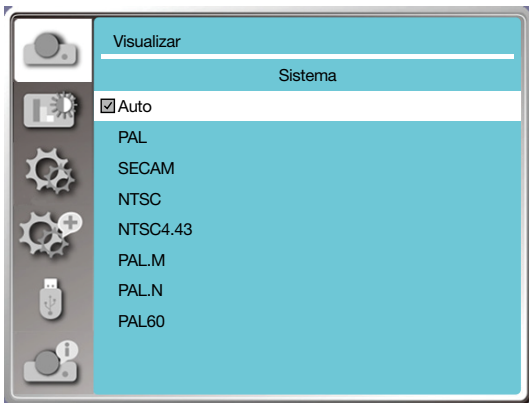 Visualizar
Sistema
Auto
PAL
SECAM
NTSC
NTSC4.43
PAL.M
PAL.N
PAL60